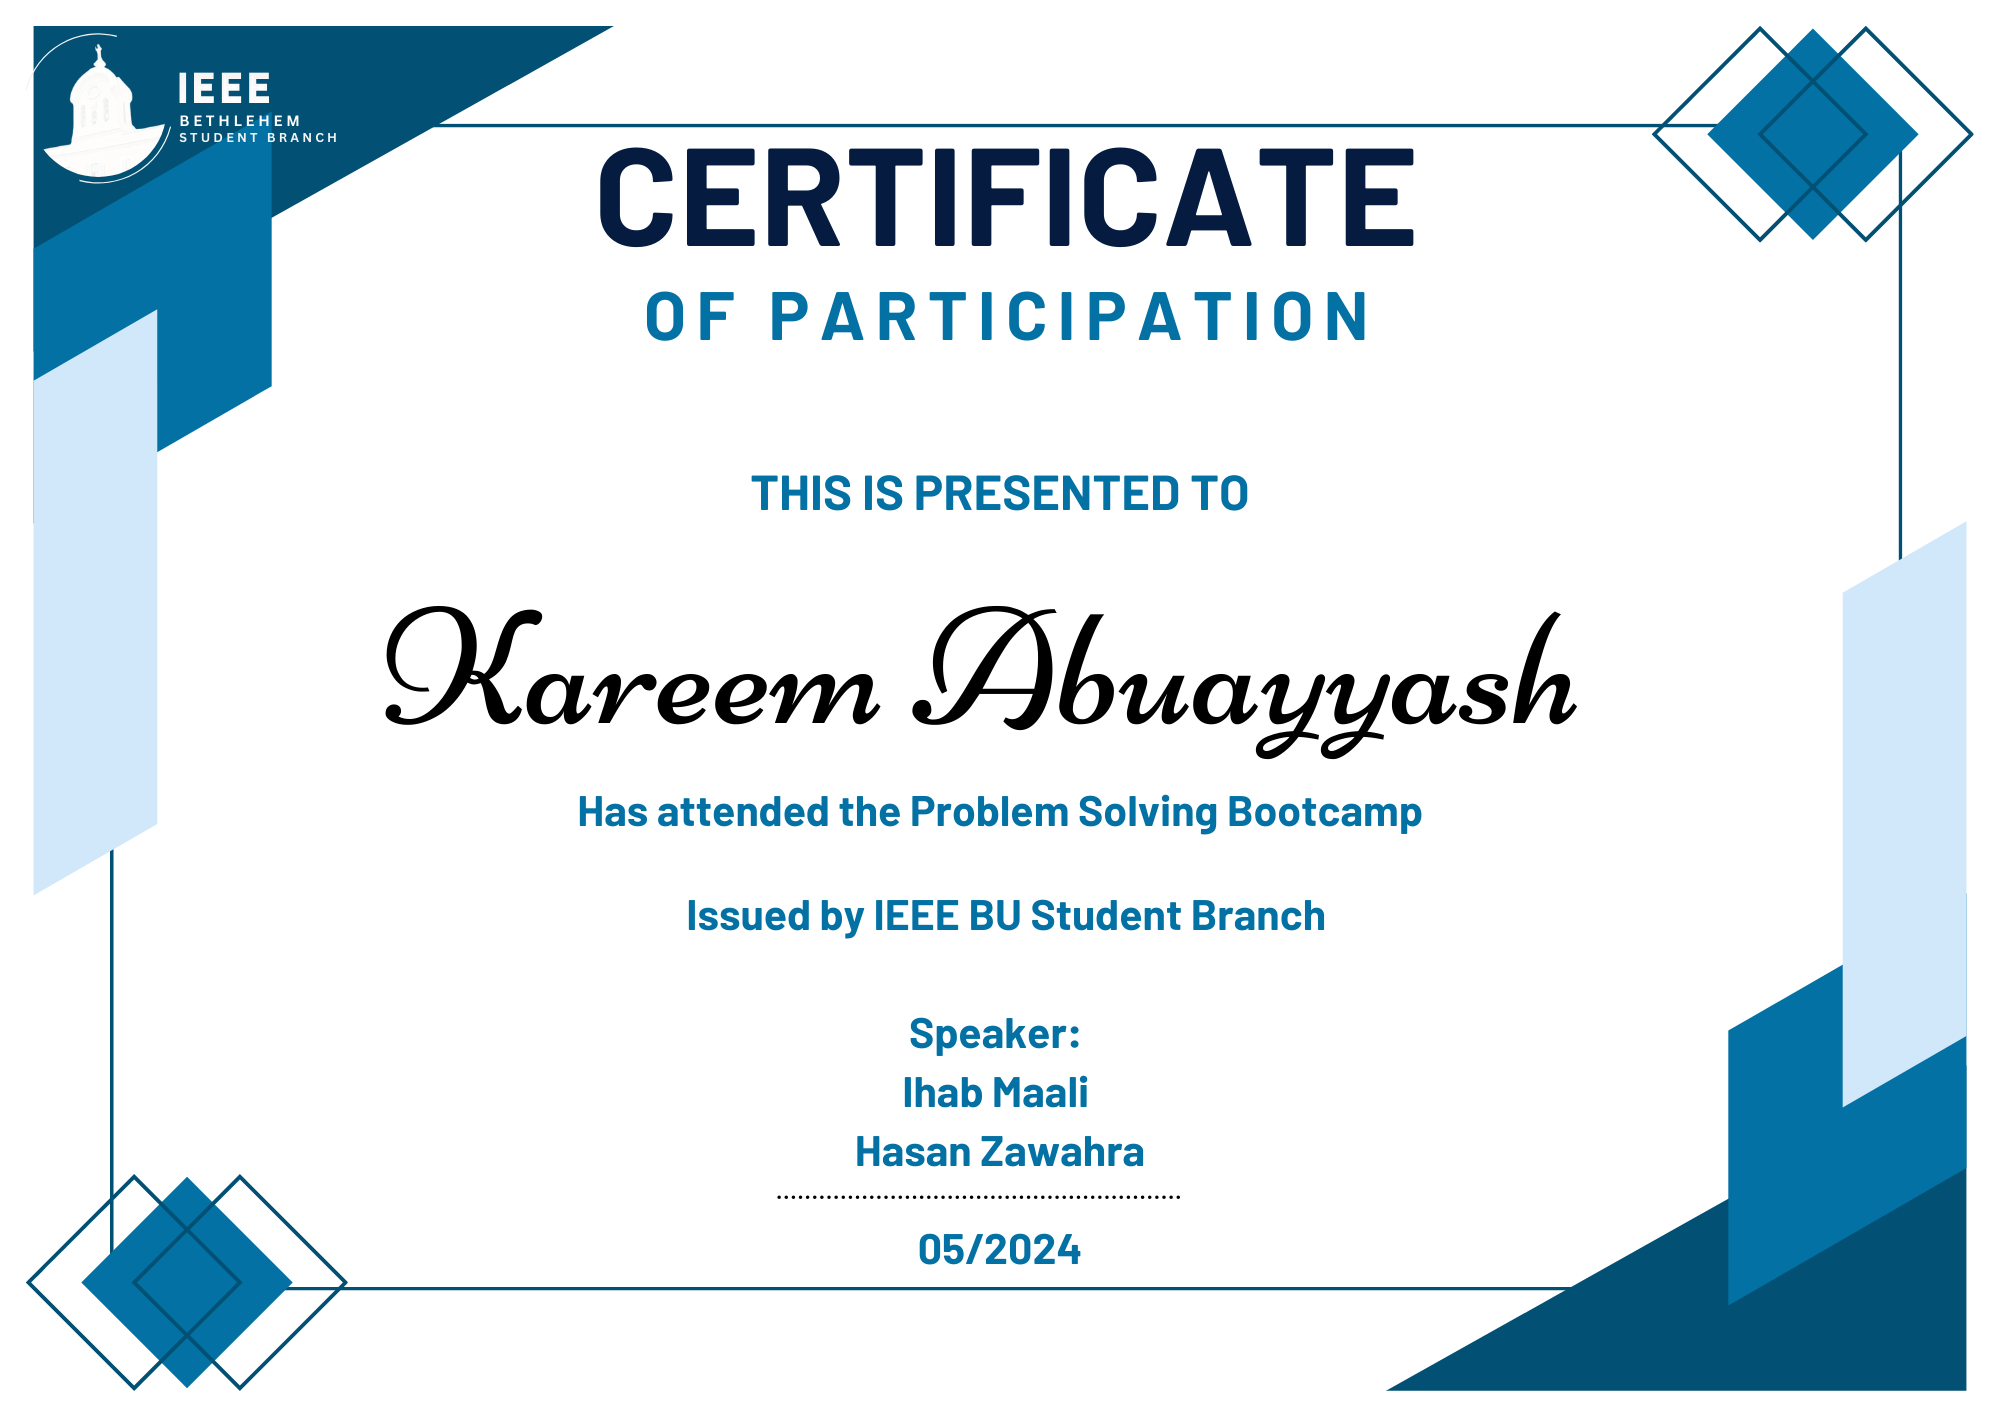 IEEE
BETHLEHEM
STUDENT BRANCH
CERTIFICATE
OF PARTICIPATION
THIS IS PRESENTED TO
Kareem Abuayyash
Has attended the Problem Solving Bootcamp
Issued by IEEE BU Student Branch
Speaker:
Ihab Maali
Hasan Zawahra
05/2024